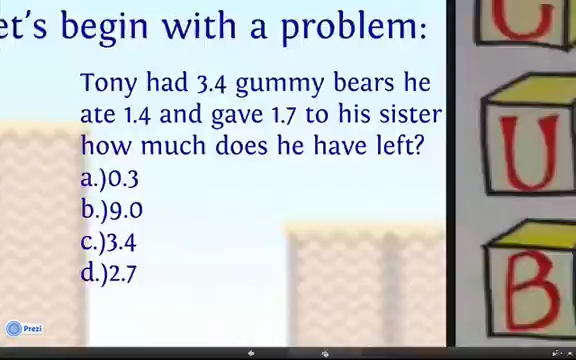 et's begin with a problem:
Tony had 3.4 gummy bears he
ate 1.4 and gave 1.7 to his sister
how much does he have left?
a.)0.3
b.)9.0
c.)3.4
d.)2.7
U
B
Prezi